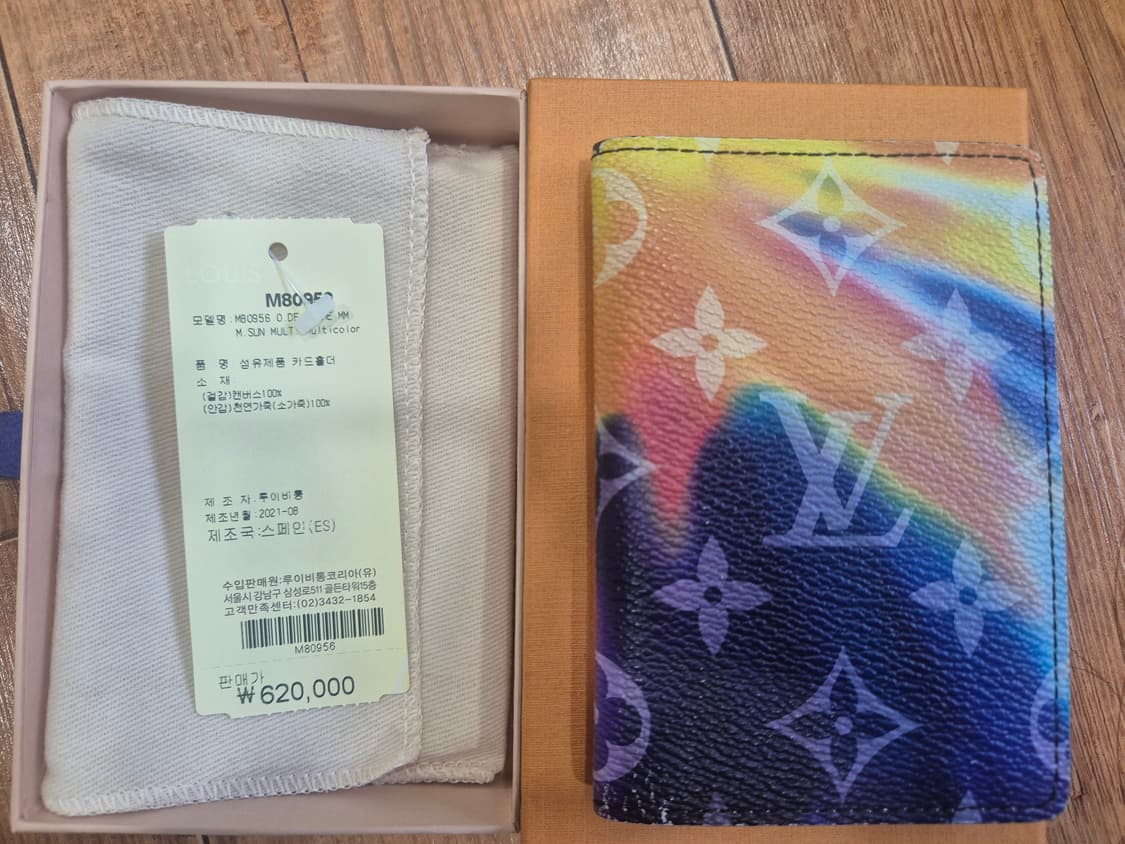 LOUIS
모델명:M80956 O.DE MM
M.SUN MULTI Multicolor
품 명 섬유제품 카드홀더
소 재
(겉감)캔버스100%
(안감)천연가죽(소가죽)100%
제 조 자:루이비통
제조년월:2021-08
제조국:스페인(ES)
수입판매원:루이비통코리아(유)
서울시 강남구 삼성로511 골든타워15층
고객만족센터:(02)3432-1854
M80956
판매가
₩620,000
LV